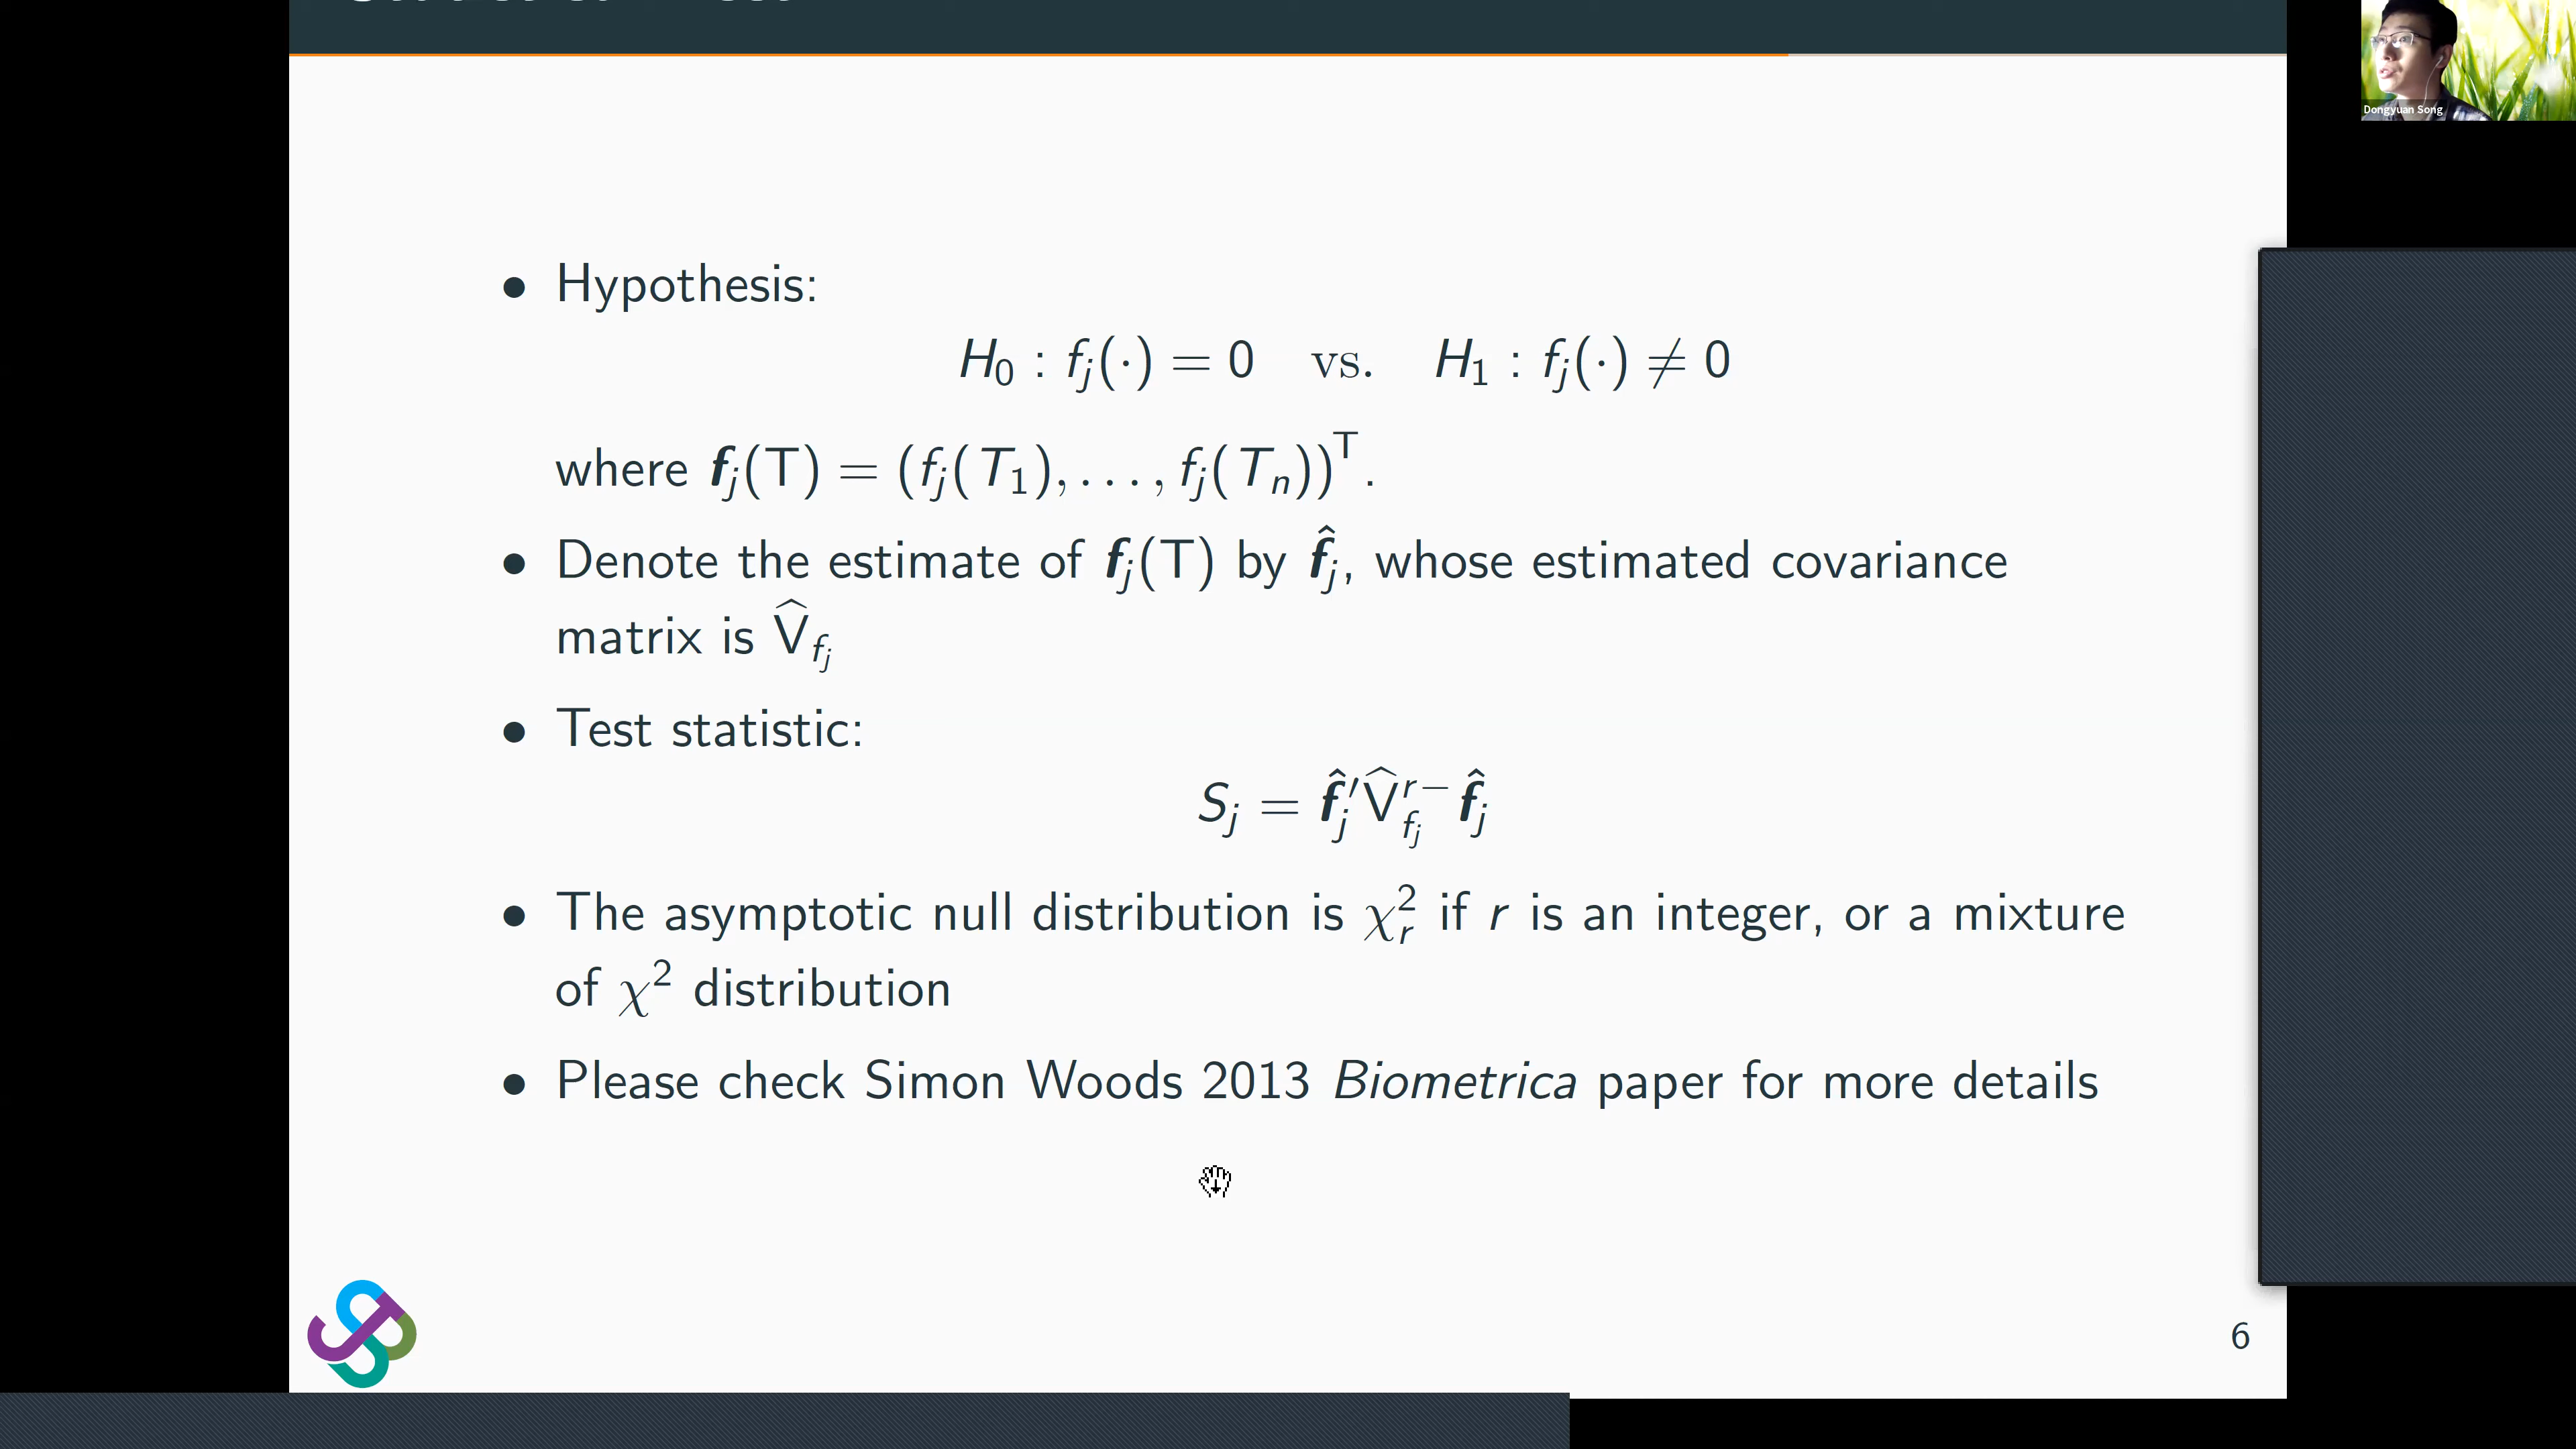 Dongyuan Song
• Hypothesis:
H₀ : fⱼ(·) = 0 vs. H₁ : fⱼ(·) ≠ 0
where 𝒇ⱼ(T) = (fⱼ(T₁), . . . , fⱼ(Tₙ))ᵀ.
• Denote the estimate of 𝒇ⱼ(T) by 𝒇̂ⱼ, whose estimated covariance
matrix is V̂_{fⱼ}
• Test statistic:
Sⱼ = 𝒇̂ⱼ′ V̂_{fⱼ}^{r−} 𝒇̂ⱼ
• The asymptotic null distribution is χ²ᵣ if r is an integer, or a mixture
of χ² distribution
• Please check Simon Woods 2013 Biometrica paper for more details
6